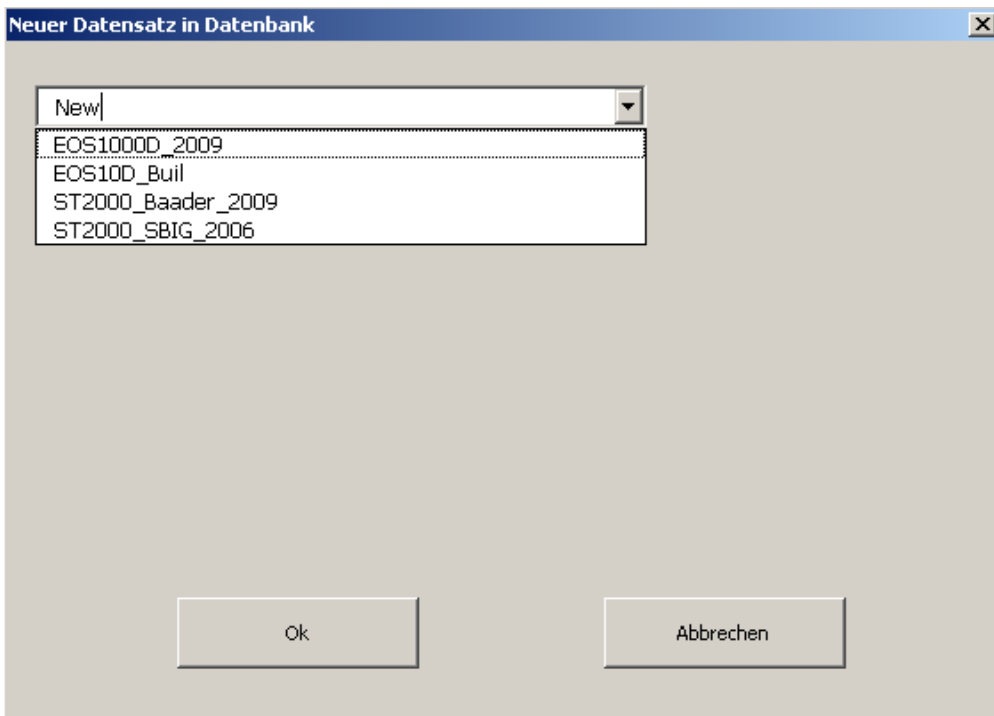 Neuer Datensatz in Datenbank
New
EOS1000D_2009
EOS10D_Buil
ST2000_Baader_2009
ST2000_SBIG_2006
Ok
Abbrechen